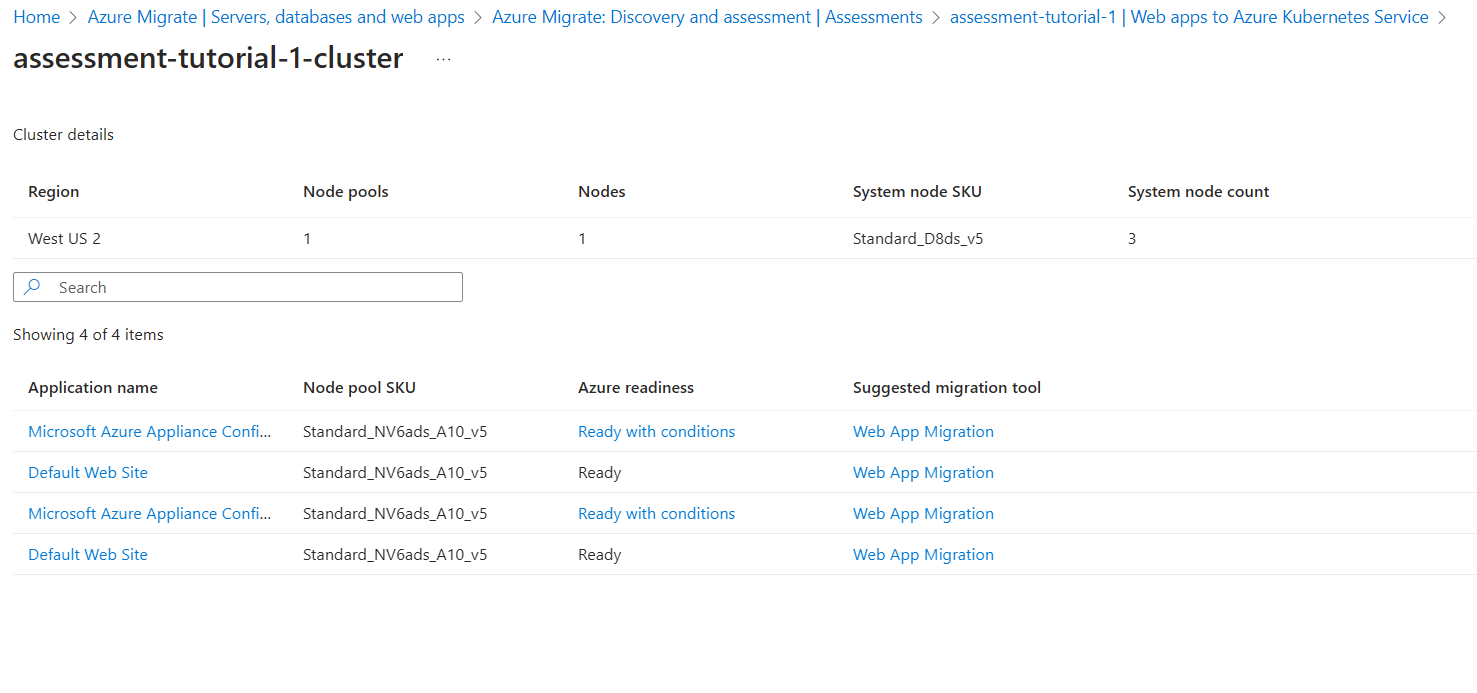 Home > Azure Migrate | Servers, databases and web apps > Azure Migrate: Discovery and assessment | Assessments > assessment-tutorial-1 | Web apps to Azure Kubernetes Service >
assessment-tutorial-1-cluster ...
Cluster details
Region Node pools Nodes System node SKU System node count
West US 2 1 1 Standard_D8ds_v5 3
Search
Showing 4 of 4 items
Application name Node pool SKU Azure readiness Suggested migration tool
Microsoft Azure Appliance Confi... Standard_NV6ads_A10_v5 Ready with conditions Web App Migration
Default Web Site Standard_NV6ads_A10_v5 Ready Web App Migration
Microsoft Azure Appliance Confi... Standard_NV6ads_A10_v5 Ready with conditions Web App Migration
Default Web Site Standard_NV6ads_A10_v5 Ready Web App Migration